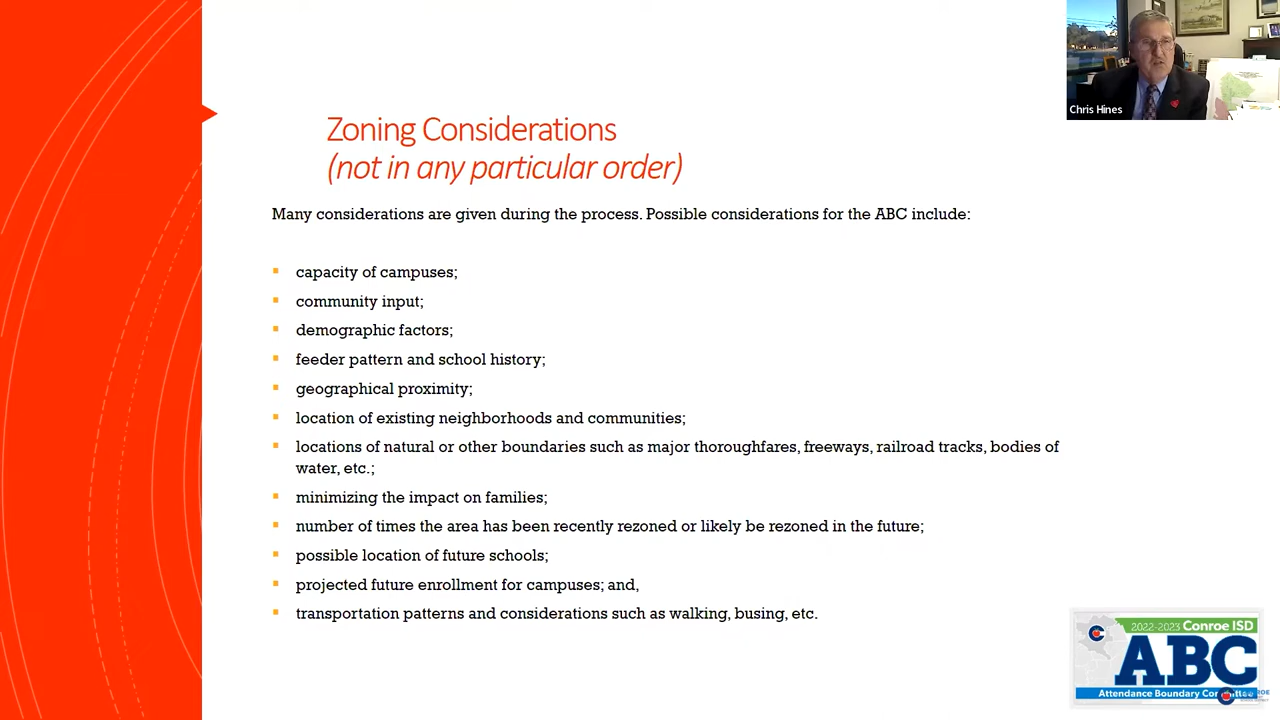 Chris Hines
Zoning Considerations
(not in any particular order)
Many considerations are given during the process. Possible considerations for the ABC include:
capacity of campuses;
community input;
demographic factors;
feeder pattern and school history;
geographical proximity;
location of existing neighborhoods and communities;
locations of natural or other boundaries such as major thoroughfares, freeways, railroad tracks, bodies of
water, etc.;
minimizing the impact on families;
number of times the area has been recently rezoned or likely be rezoned in the future;
possible location of future schools;
projected future enrollment for campuses; and,
transportation patterns and considerations such as walking, busing, etc.
2022-2023 Conroe ISD
ABC
Attendance Boundary Committee
CONROE